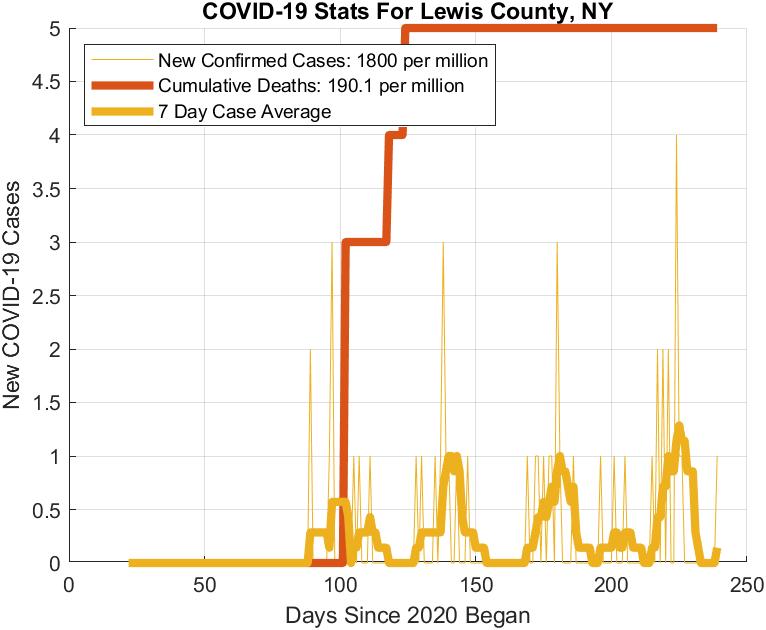 COVID-19 Stats For Lewis County, NY
New Confirmed Cases: 1800 per million
Cumulative Deaths: 190.1 per million
7 Day Case Average
New COVID-19 Cases
5
4.5
4
3.5
3
2.5
2
1.5
1
0.5
0
0 50 100 150 200 250
Days Since 2020 Began